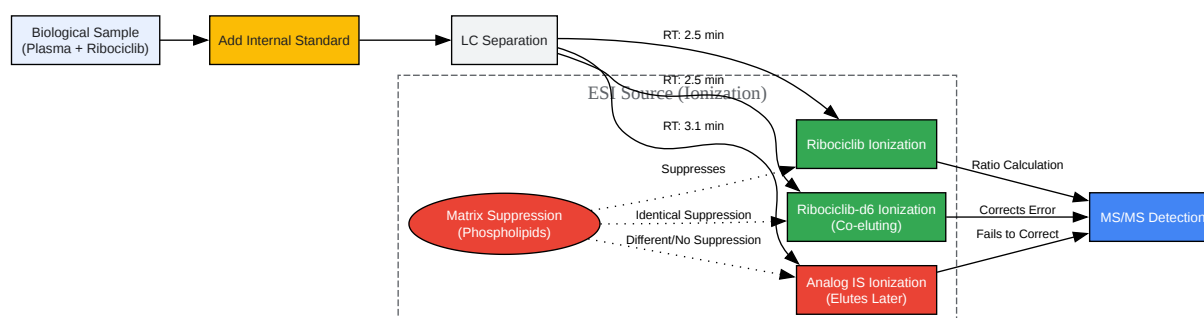 Biological Sample
(Plasma + Ribociclib)
Add Internal Standard
LC Separation
RT: 2.5 min
RT: 2.5 min
ESI Source (Ionization)
RT: 3.1 min
Ribociclib Ionization
Suppresses
Ratio Calculation
Matrix Suppression
(Phospholipids)
Identical Suppression
Ribociclib-d6 Ionization
(Co-eluting)
Corrects Error
MS/MS Detection
Different/No Suppression
Fails to Correct
Analog IS Ionization
(Elutes Later)